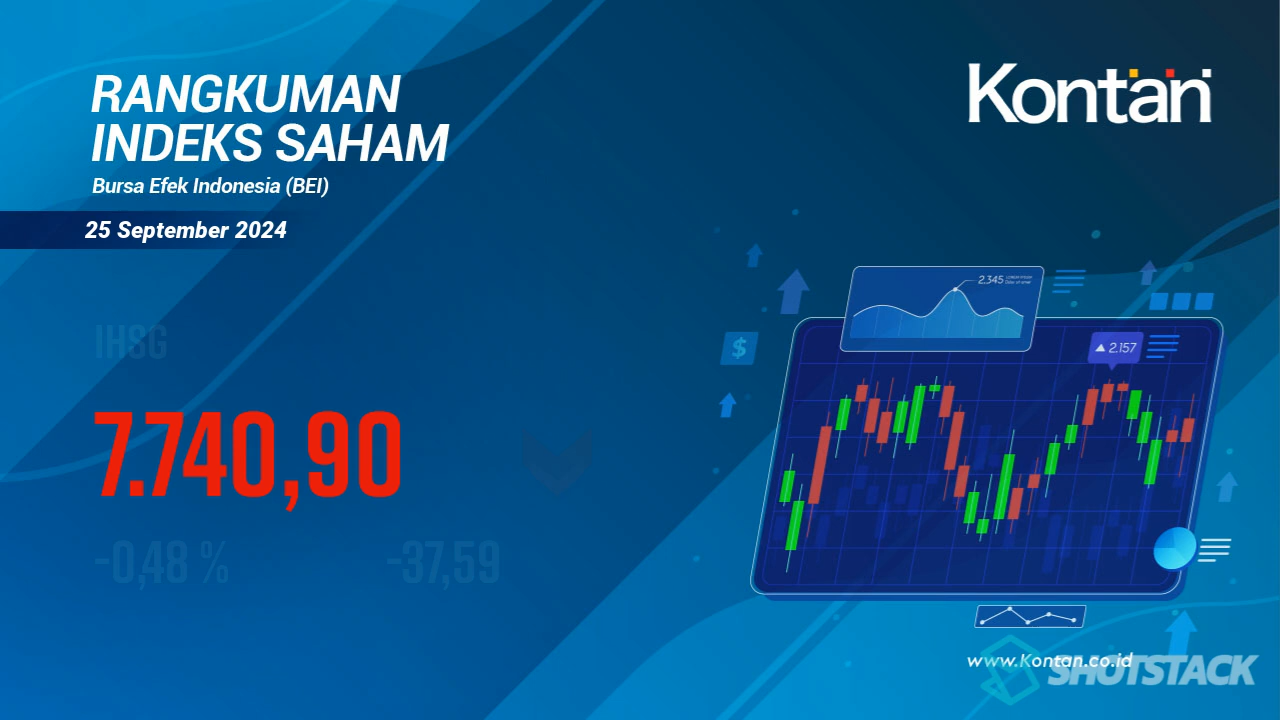 RANGKUMAN
INDEKS SAHAM
Bursa Efek Indonesia (BEI)
25 September 2024
Kontan
IHSG
7.740,90
-0,48 %
-37,59
2.345
2.157
$
www.Kontan.co.id
SHOTSTACK